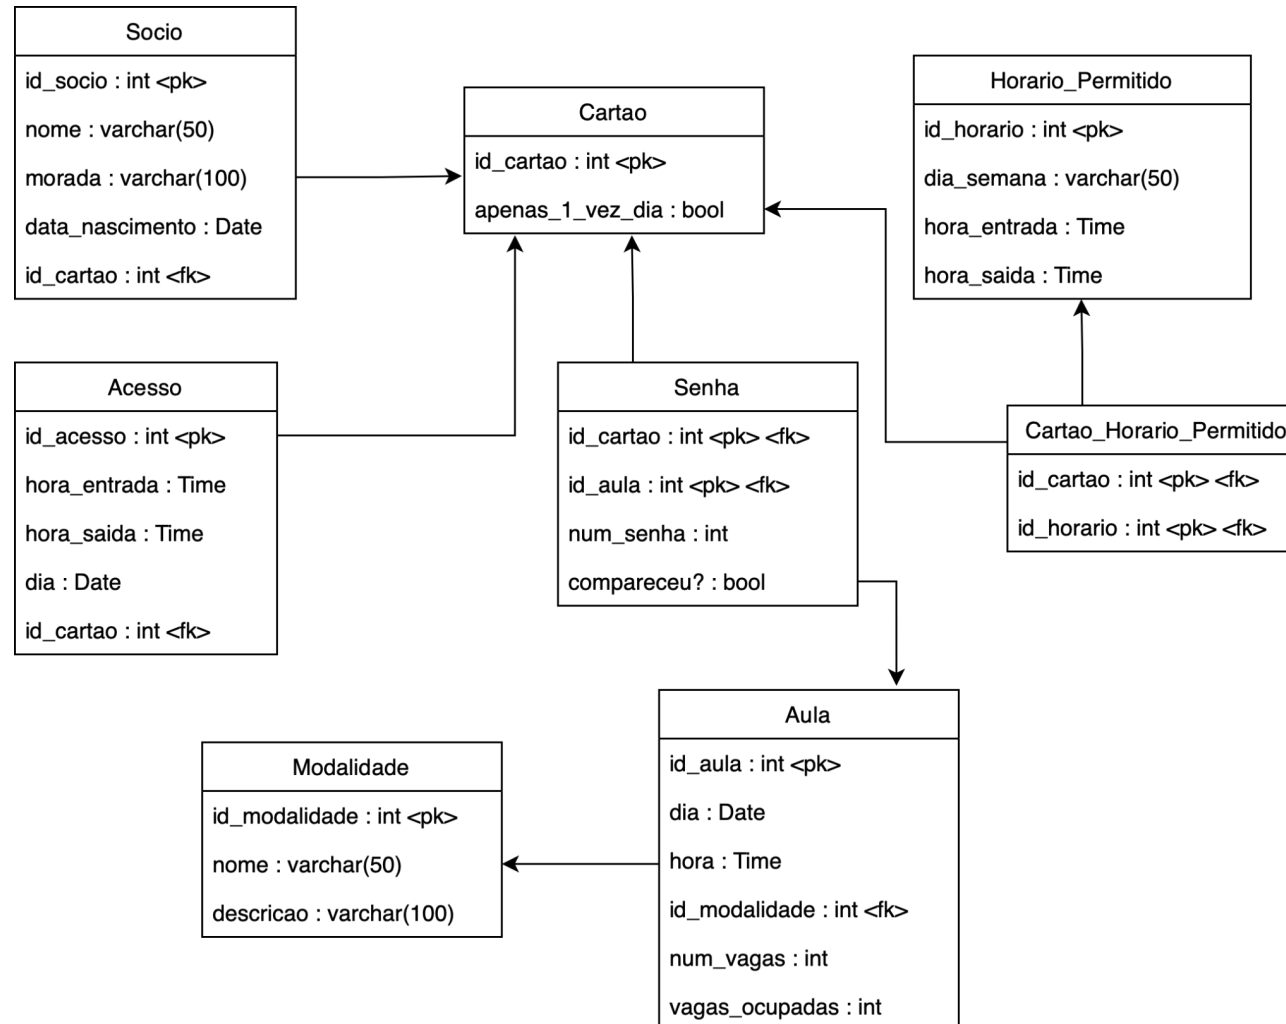 Socio
id_socio : int <pk>
nome : varchar(50)
morada : varchar(100)
data_nascimento : Date
id_cartao : int <fk>
Cartao
id_cartao : int <pk>
apenas_1_vez_dia : bool
Horario_Permitido
id_horario : int <pk>
dia_semana : varchar(50)
hora_entrada : Time
hora_saida : Time
Acesso
id_acesso : int <pk>
hora_entrada : Time
hora_saida : Time
dia : Date
id_cartao : int <fk>
Senha
id_cartao : int <pk> <fk>
id_aula : int <pk> <fk>
num_senha : int
compareceu? : bool
Cartao_Horario_Permitido
id_cartao : int <pk> <fk>
id_horario : int <pk> <fk>
Modalidade
id_modalidade : int <pk>
nome : varchar(50)
descricao : varchar(100)
Aula
id_aula : int <pk>
dia : Date
hora : Time
id_modalidade : int <fk>
num_vagas : int
vagas_ocupadas : int